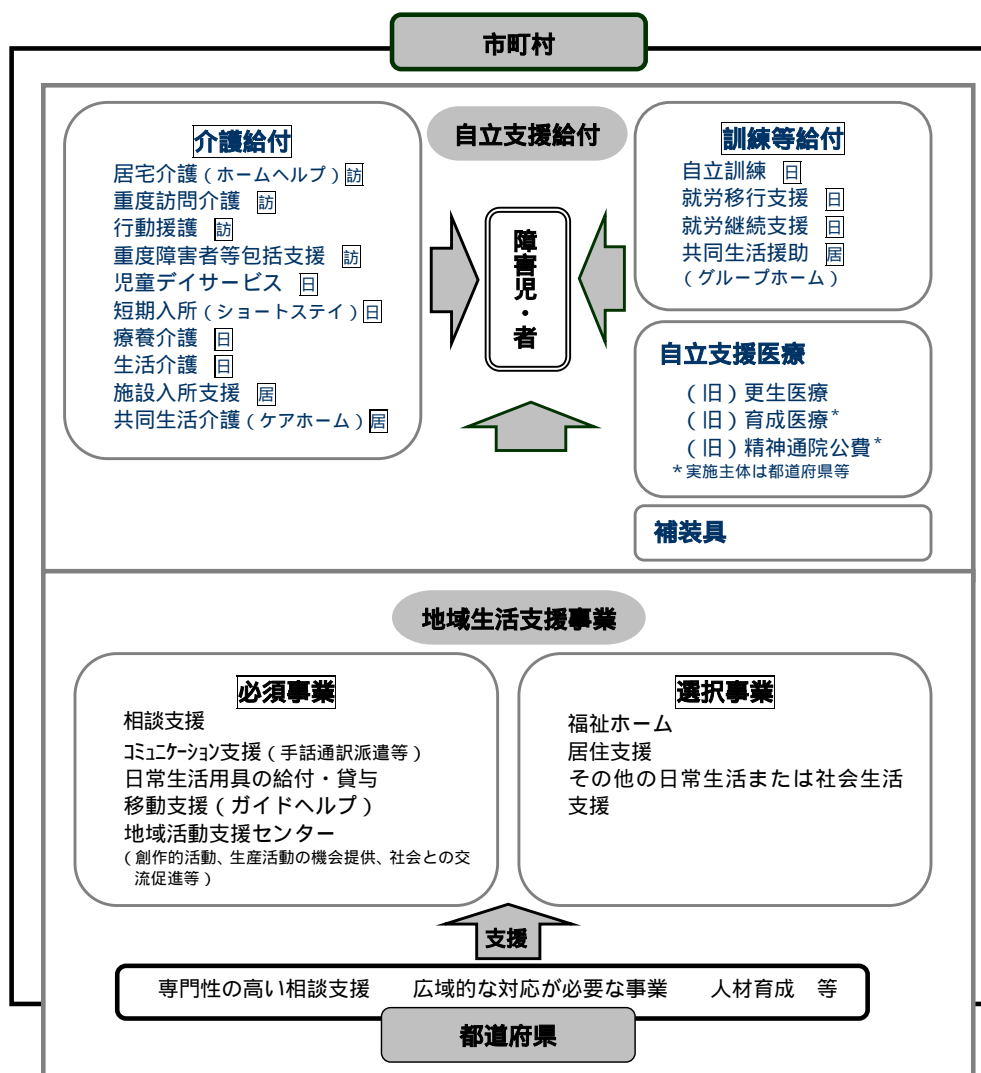 市町村
自立支援給付
介護給付
居宅介護（ホームヘルプ）訪
重度訪問介護 訪
行動援護 訪
重度障害者等包括支援 訪
児童デイサービス 日
短期入所（ショートステイ）日
療養介護 日
生活介護 日
施設入所支援 居
共同生活介護（ケアホーム）居
障害児・者
訓練等給付
自立訓練 日
就労移行支援 日
就労継続支援 日
共同生活援助 居
（グループホーム）
自立支援医療
（旧）更生医療
（旧）育成医療*
（旧）精神通院公費*
*実施主体は都道府県等
補装具
地域生活支援事業
必須事業
相談支援
ｺﾐｭﾆｹｰｼｮﾝ支援（手話通訳派遣等）
日常生活用具の給付・貸与
移動支援（ガイドヘルプ）
地域活動支援センター
（創作的活動、生産活動の機会提供、社会との交
流促進等）
選択事業
福祉ホーム
居住支援
その他の日常生活または社会生活
支援
支援
専門性の高い相談支援　広域的な対応が必要な事業　人材育成　等
都道府県